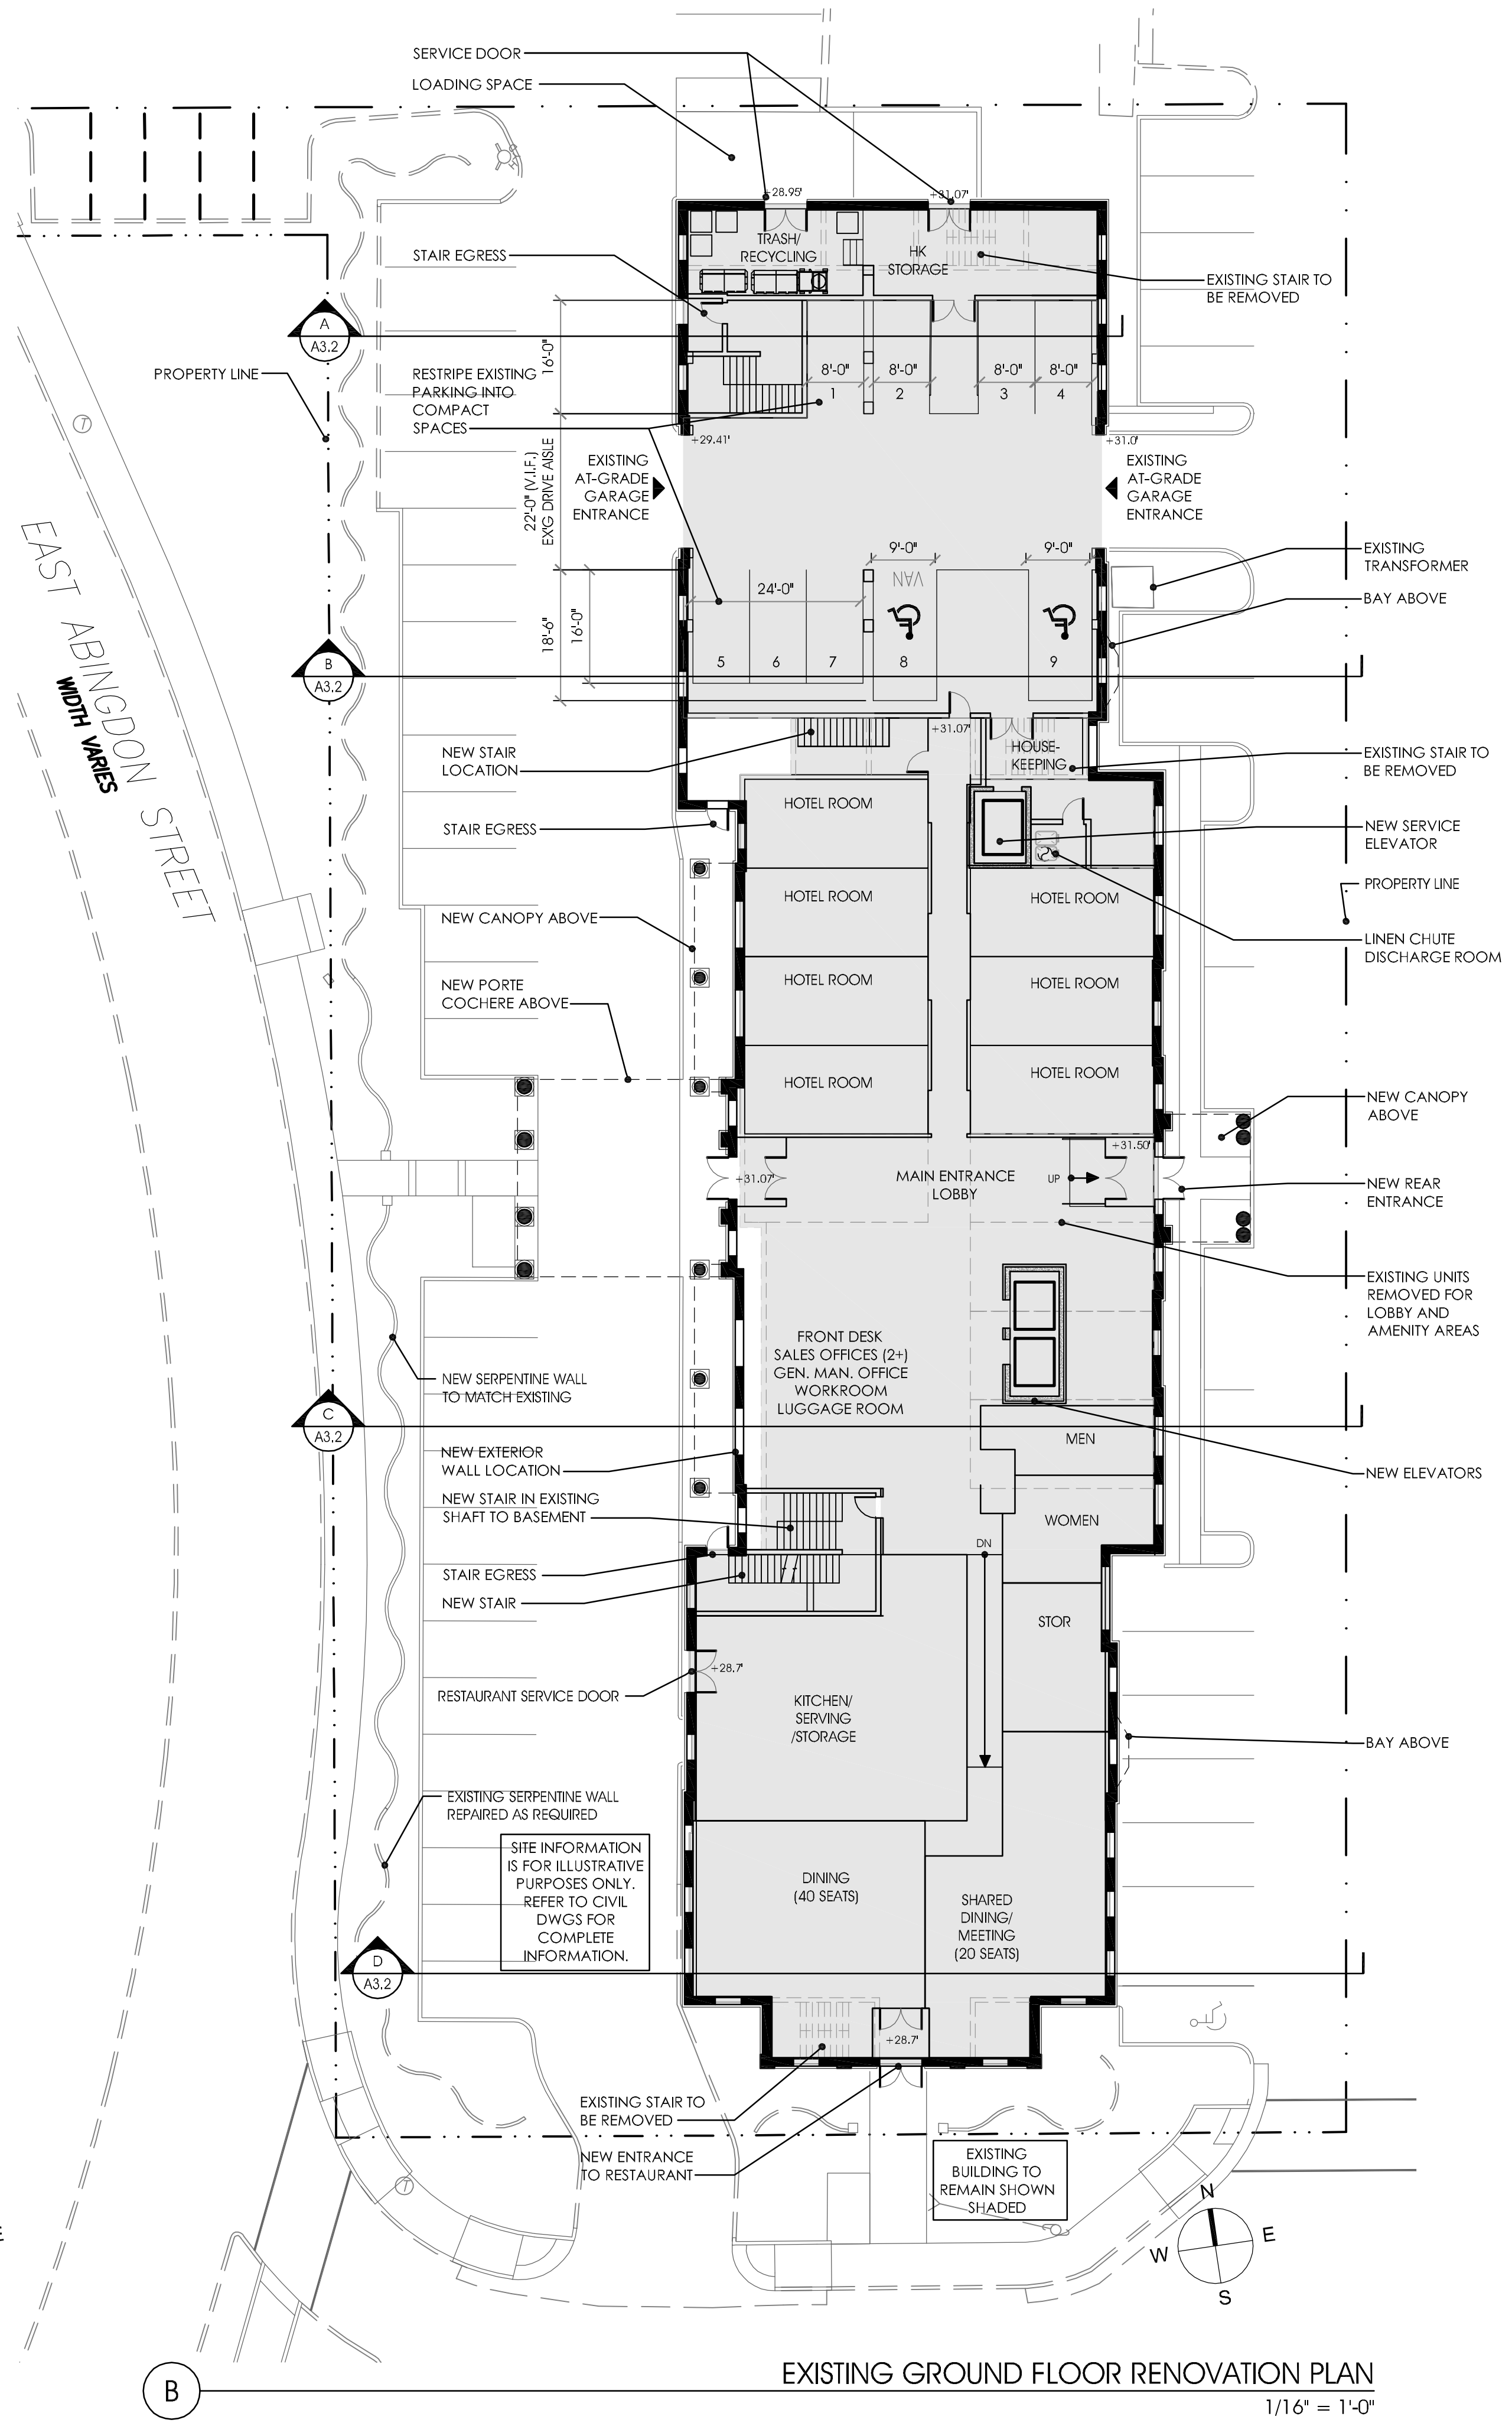 SERVICE DOOR
LOADING SPACE
+28.95'
+31.07'
TRASH/
RECYCLING
HK
STORAGE
STAIR EGRESS
EXISTING STAIR TO
BE REMOVED
A
A3.2
16'-0"
PROPERTY LINE
RESTRIPE EXISTING
PARKING INTO
COMPACT
SPACES
8'-0"
8'-0"
8'-0"
8'-0"
1
2
3
4
T
+29.41'
+31.0'
22'-0" (V.I.F.)
EX'G DRIVE AISLE
EXISTING
AT-GRADE
GARAGE
ENTRANCE
EXISTING
AT-GRADE
GARAGE
ENTRANCE
EXISTING
TRANSFORMER
9'-0"
9'-0"
VAN
24'-0"
BAY ABOVE
18'-6"
16'-0"
5
6
7
8
9
B
A3.2
EAST ABINGDON STREET
WIDTH VARIES
+31.07'
NEW STAIR
LOCATION
HOUSE-
KEEPING
EXISTING STAIR TO
BE REMOVED
HOTEL ROOM
STAIR EGRESS
NEW SERVICE
ELEVATOR
HOTEL ROOM
HOTEL ROOM
PROPERTY LINE
NEW CANOPY ABOVE
LINEN CHUTE
DISCHARGE ROOM
HOTEL ROOM
HOTEL ROOM
NEW PORTE
COCHERE ABOVE
HOTEL ROOM
HOTEL ROOM
NEW CANOPY
ABOVE
+31.50'
+31.07'
MAIN ENTRANCE
LOBBY
UP
NEW REAR
ENTRANCE
EXISTING UNITS
REMOVED FOR
LOBBY AND
AMENITY AREAS
FRONT DESK
SALES OFFICES (2+)
GEN. MAN. OFFICE
WORKROOM
LUGGAGE ROOM
NEW SERPENTINE WALL
TO MATCH EXISTING
C
A3.2
MEN
NEW EXTERIOR
WALL LOCATION
NEW ELEVATORS
NEW STAIR IN EXISTING
SHAFT TO BASEMENT
WOMEN
DN
STAIR EGRESS
NEW STAIR
STOR
+28.7'
RESTAURANT SERVICE DOOR
KITCHEN/
SERVING
/STORAGE
BAY ABOVE
EXISTING SERPENTINE WALL
REPAIRED AS REQUIRED
SITE INFORMATION
IS FOR ILLUSTRATIVE
PURPOSES ONLY.
REFER TO CIVIL
DWGS FOR
COMPLETE
INFORMATION.
DINING
(40 SEATS)
SHARED
DINING/
MEETING
(20 SEATS)
D
A3.2
+28.7'
EXISTING STAIR TO
BE REMOVED
NEW ENTRANCE
TO RESTAURANT
EXISTING
BUILDING TO
REMAIN SHOWN
SHADED
T
N
E
W
S
E
B
EXISTING GROUND FLOOR RENOVATION PLAN
1/16" = 1'-0"